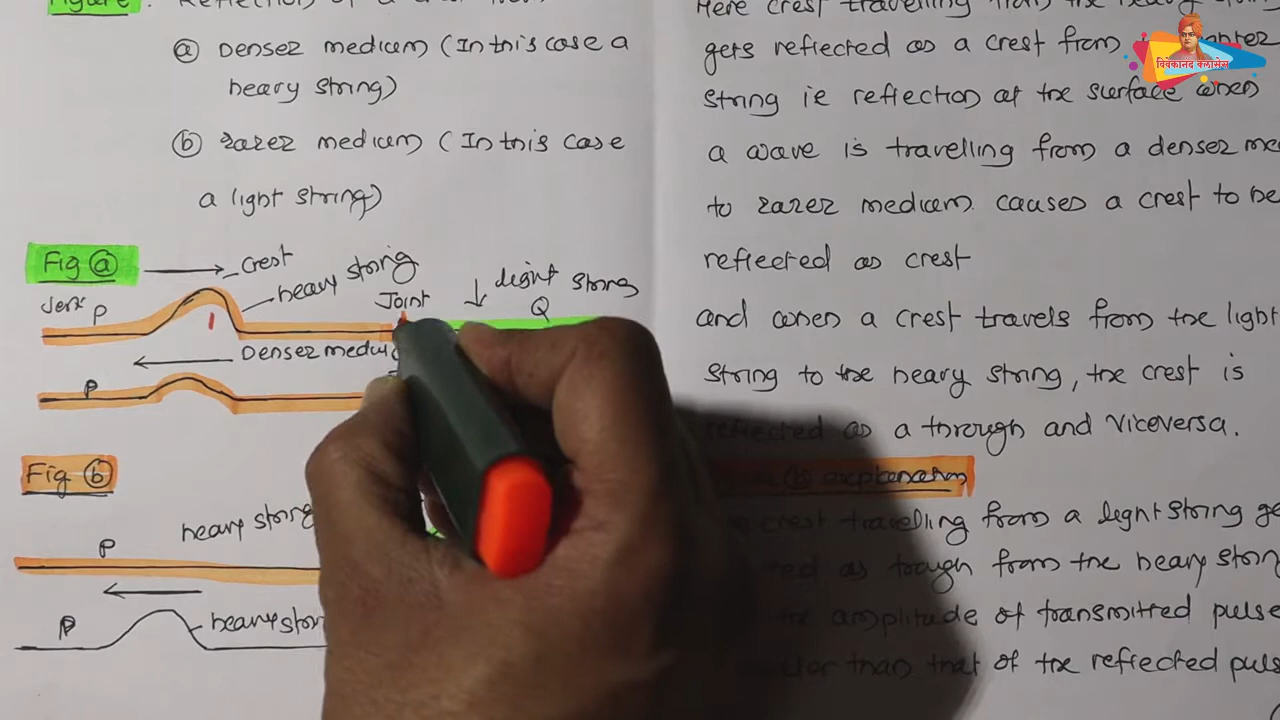 Figure
(a) Denser medium (In this case a
heavy string)
(b) rarer medium (In this case
a light string)
Fig (a)
crest
heavy string
Jerk P
Joint
light string
Q
Denser
P
Fig (b)
heavy string
P
P
heavy
Here crest travelling from the heavy
gets reflected as a crest from
string ie reflection at the surface when
a wave is travelling from a denser me
to rarer medium causes a crest to be
reflected as crest
and when a crest travels from the light
string to the heavy string, the crest is
reflected as a through and viceversa.
explanation
crest travelling from a light string ge
as trough from the heavy strin
amplitude of transmitted pulse
than that of the reflected puls
विवेकानंद क्लासेस